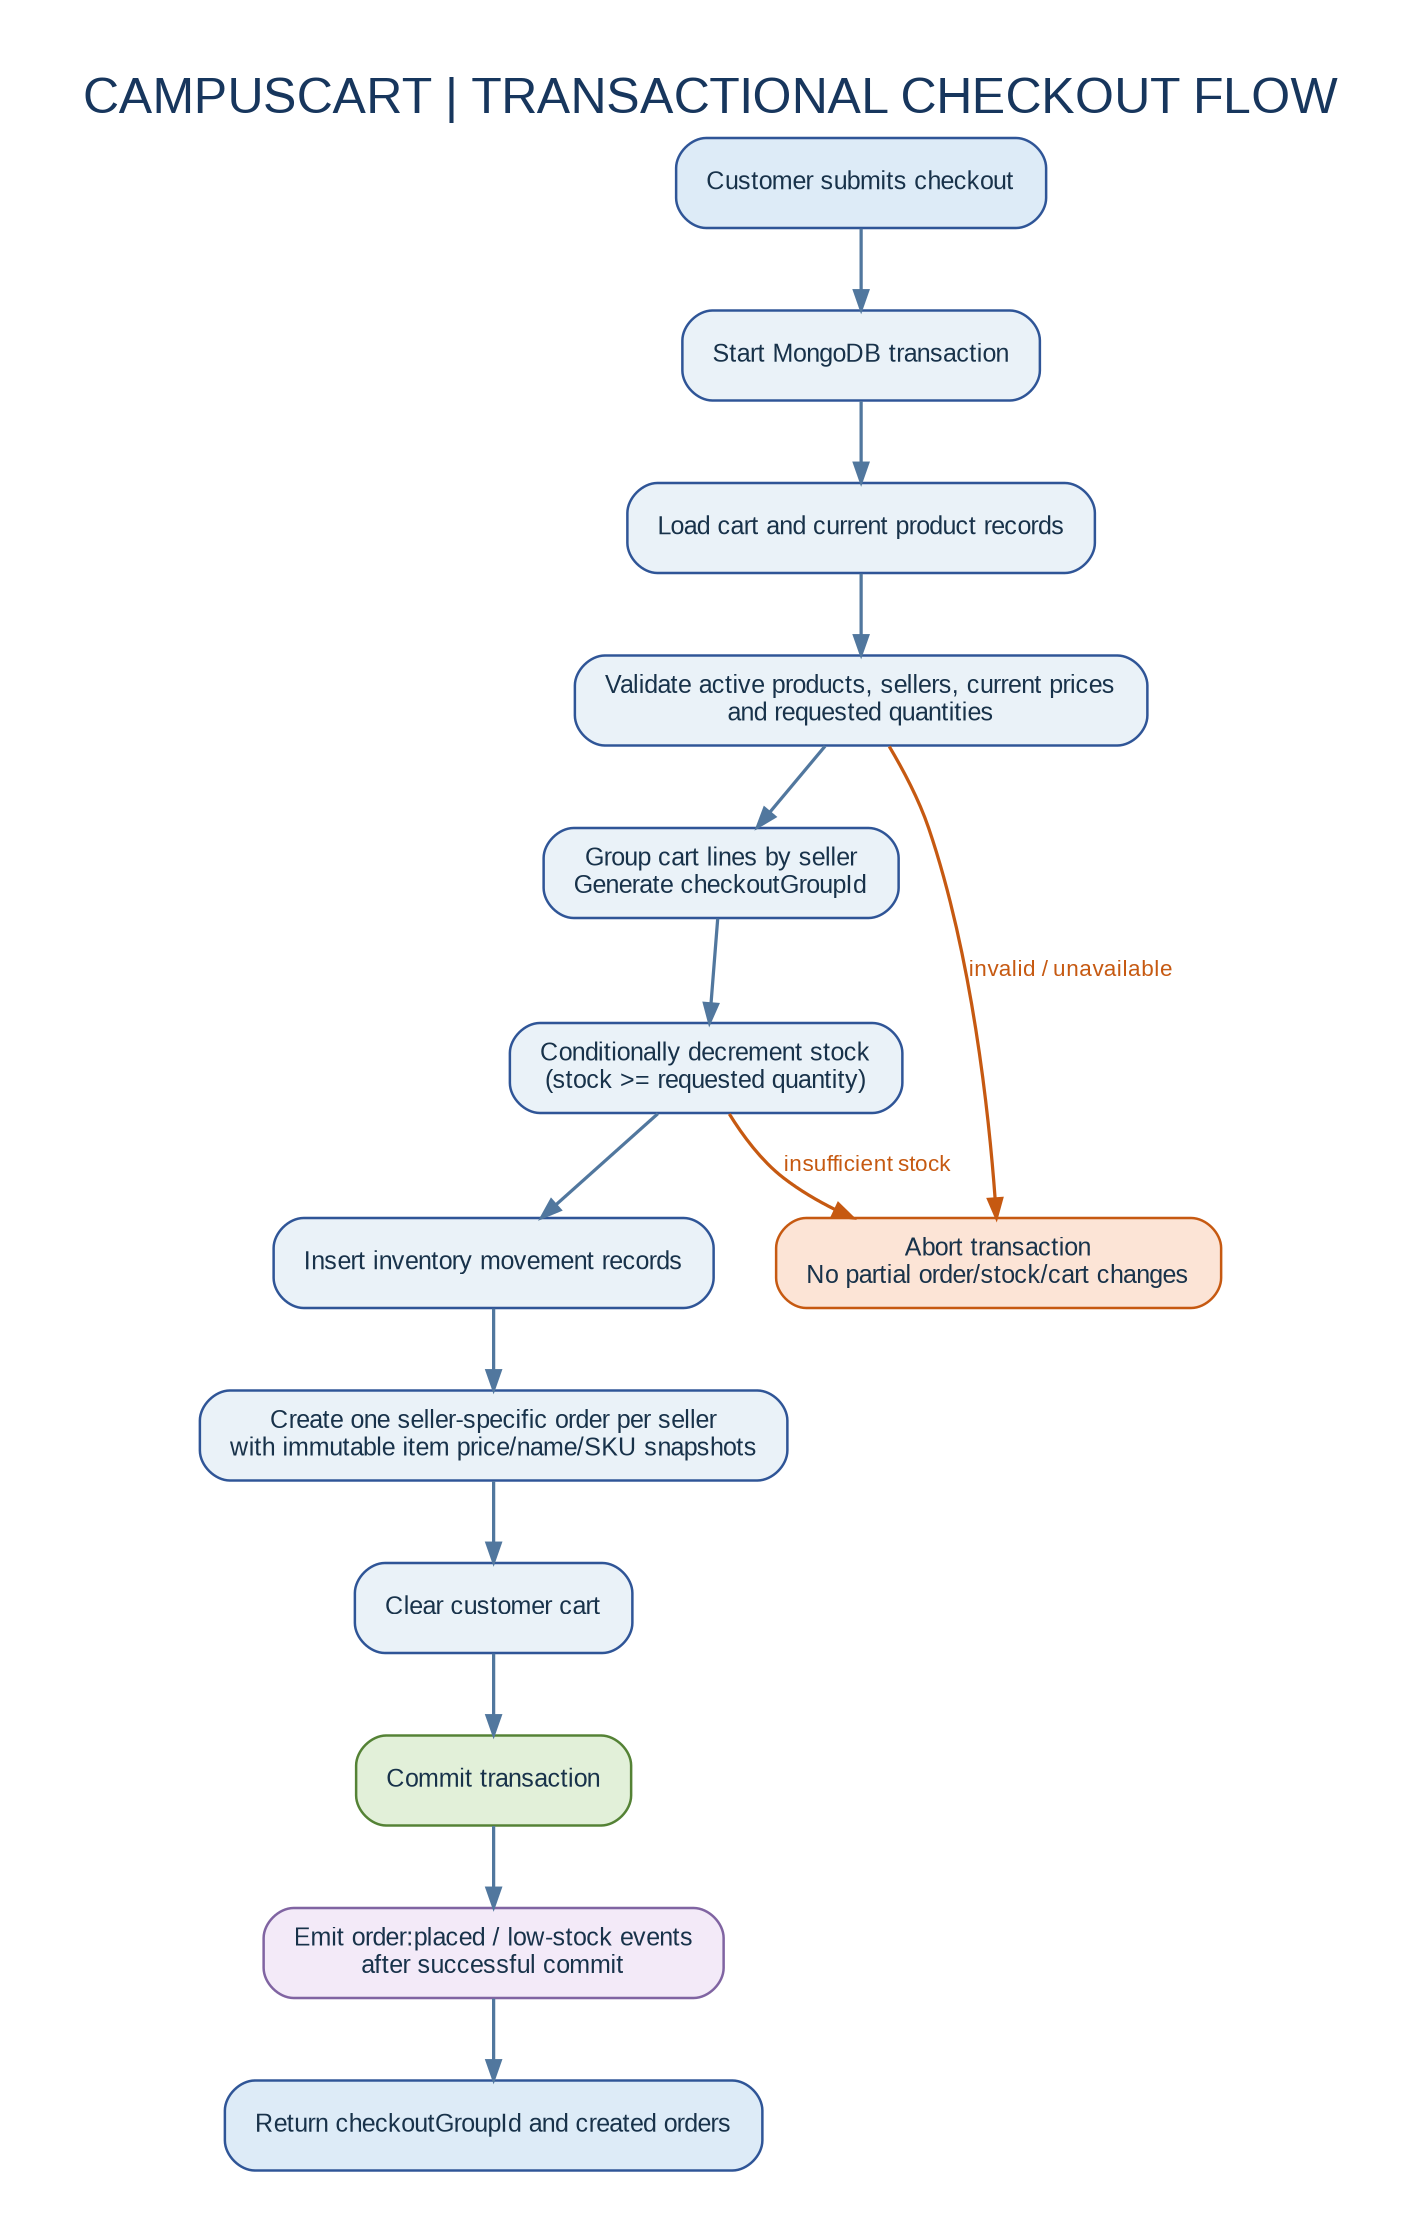 CAMPUSCART | TRANSACTIONAL CHECKOUT FLOW
Customer submits checkout
Start MongoDB transaction
Load cart and current product records
Validate active products, sellers, current prices
and requested quantities
Group cart lines by seller
Generate checkoutGroupId
invalid / unavailable
Conditionally decrement stock
(stock >= requested quantity)
insufficient stock
Insert inventory movement records
Abort transaction
No partial order/stock/cart changes
Create one seller-specific order per seller
with immutable item price/name/SKU snapshots
Clear customer cart
Commit transaction
Emit order:placed / low-stock events
after successful commit
Return checkoutGroupId and created orders